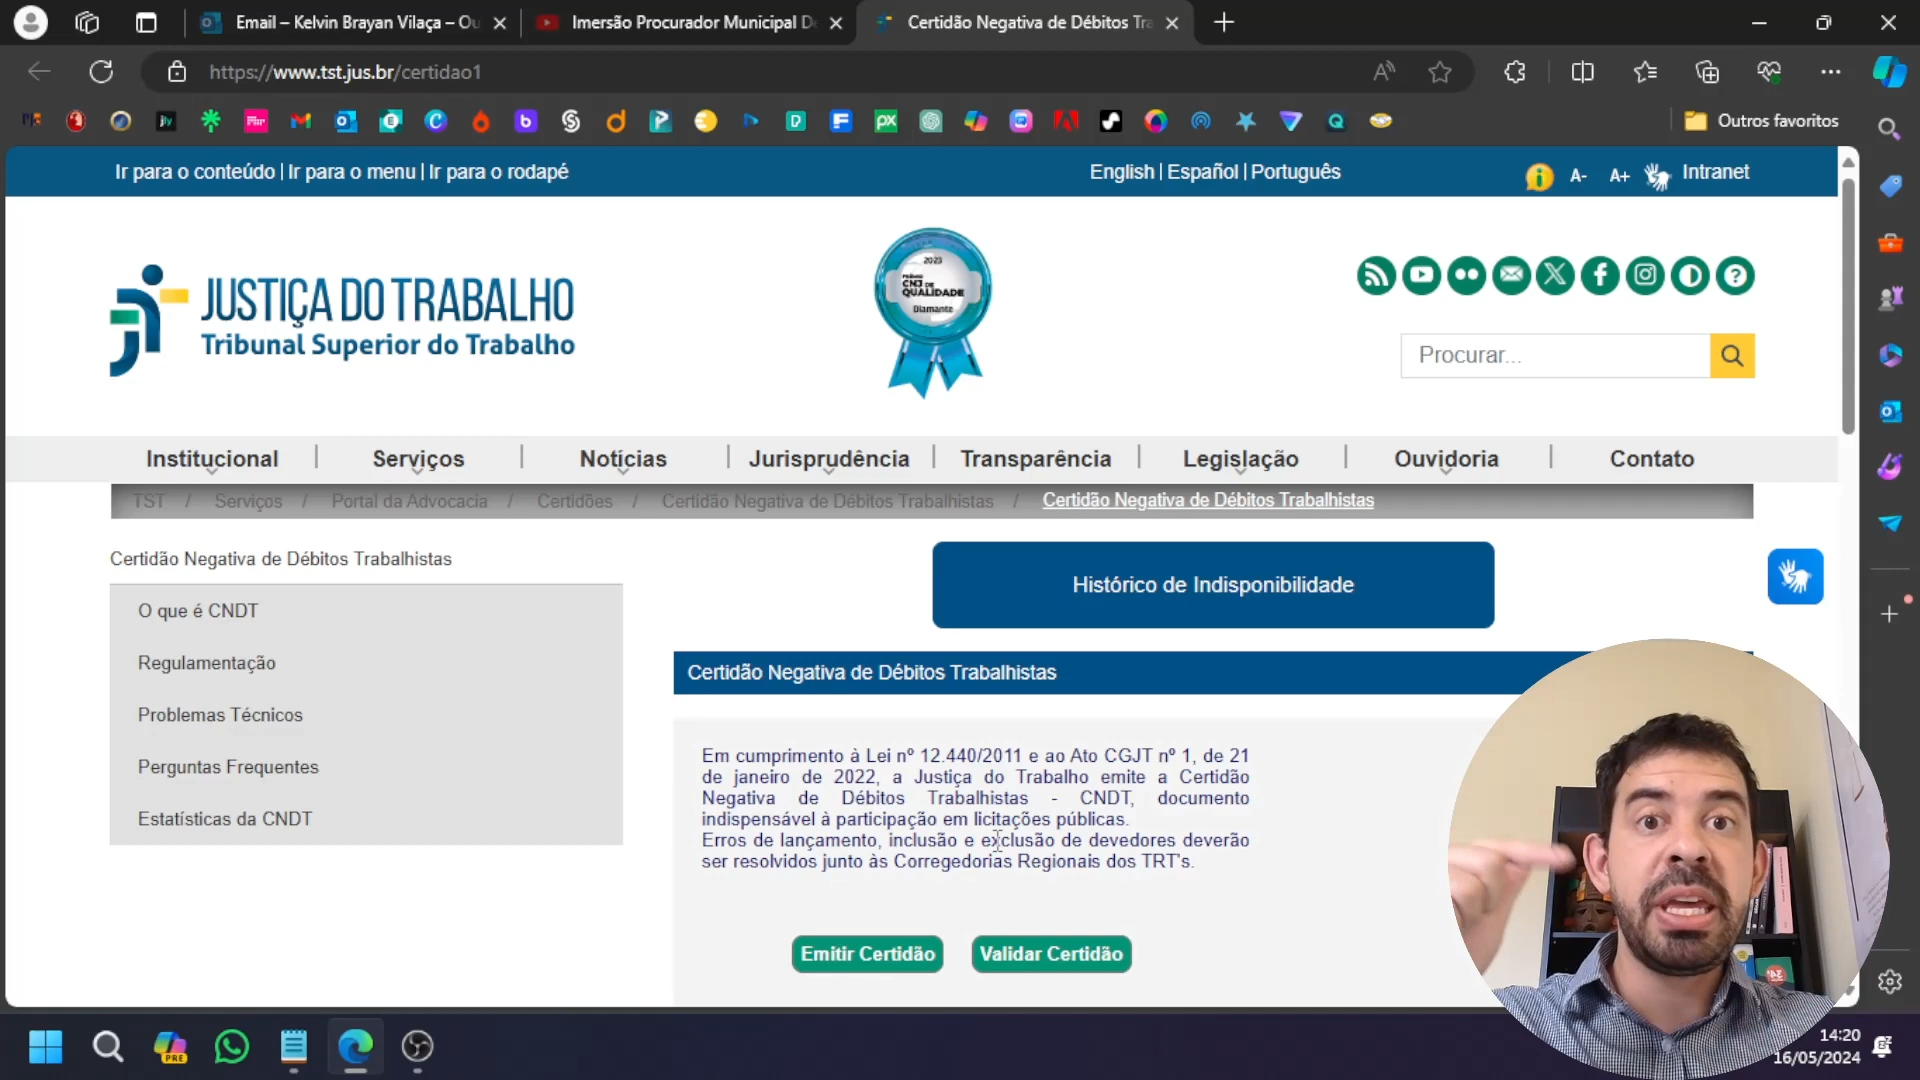 Email – Kelvin Brayan Vilaça – Ou
Imersão Procurador Municipal D
Certidão Negativa de Débitos Tra
https://www.tst.jus.br/certidao1
Outros favoritos
Ir para o conteúdo | Ir para o menu | Ir para o rodapé
English | Español | Português
A-
A+
Intranet
JUSTIÇA DO TRABALHO
Tribunal Superior do Trabalho
2023
PRÊMIO
CNJ DE
QUALIDADE
Diamante
Procurar...
Institucional
Serviços
Notícias
Jurisprudência
Transparência
Legislação
Ouvidoria
Contato
TST / Serviços / Portal da Advocacia / Certidões / Certidão Negativa de Débitos Trabalhistas / Certidão Negativa de Débitos Trabalhistas
Certidão Negativa de Débitos Trabalhistas
O que é CNDT
Regulamentação
Problemas Técnicos
Perguntas Frequentes
Estatísticas da CNDT
Histórico de Indisponibilidade
Certidão Negativa de Débitos Trabalhistas
Em cumprimento à Lei nº 12.440/2011 e ao Ato CGJT nº 1, de 21
de janeiro de 2022, a Justiça do Trabalho emite a Certidão
Negativa de Débitos Trabalhistas - CNDT, documento
indispensável à participação em licitações públicas.
Erros de lançamento, inclusão e exclusão de devedores deverão
ser resolvidos junto às Corregedorias Regionais dos TRT's.
Emitir Certidão
Validar Certidão
PRE
14:20
16/05/2024